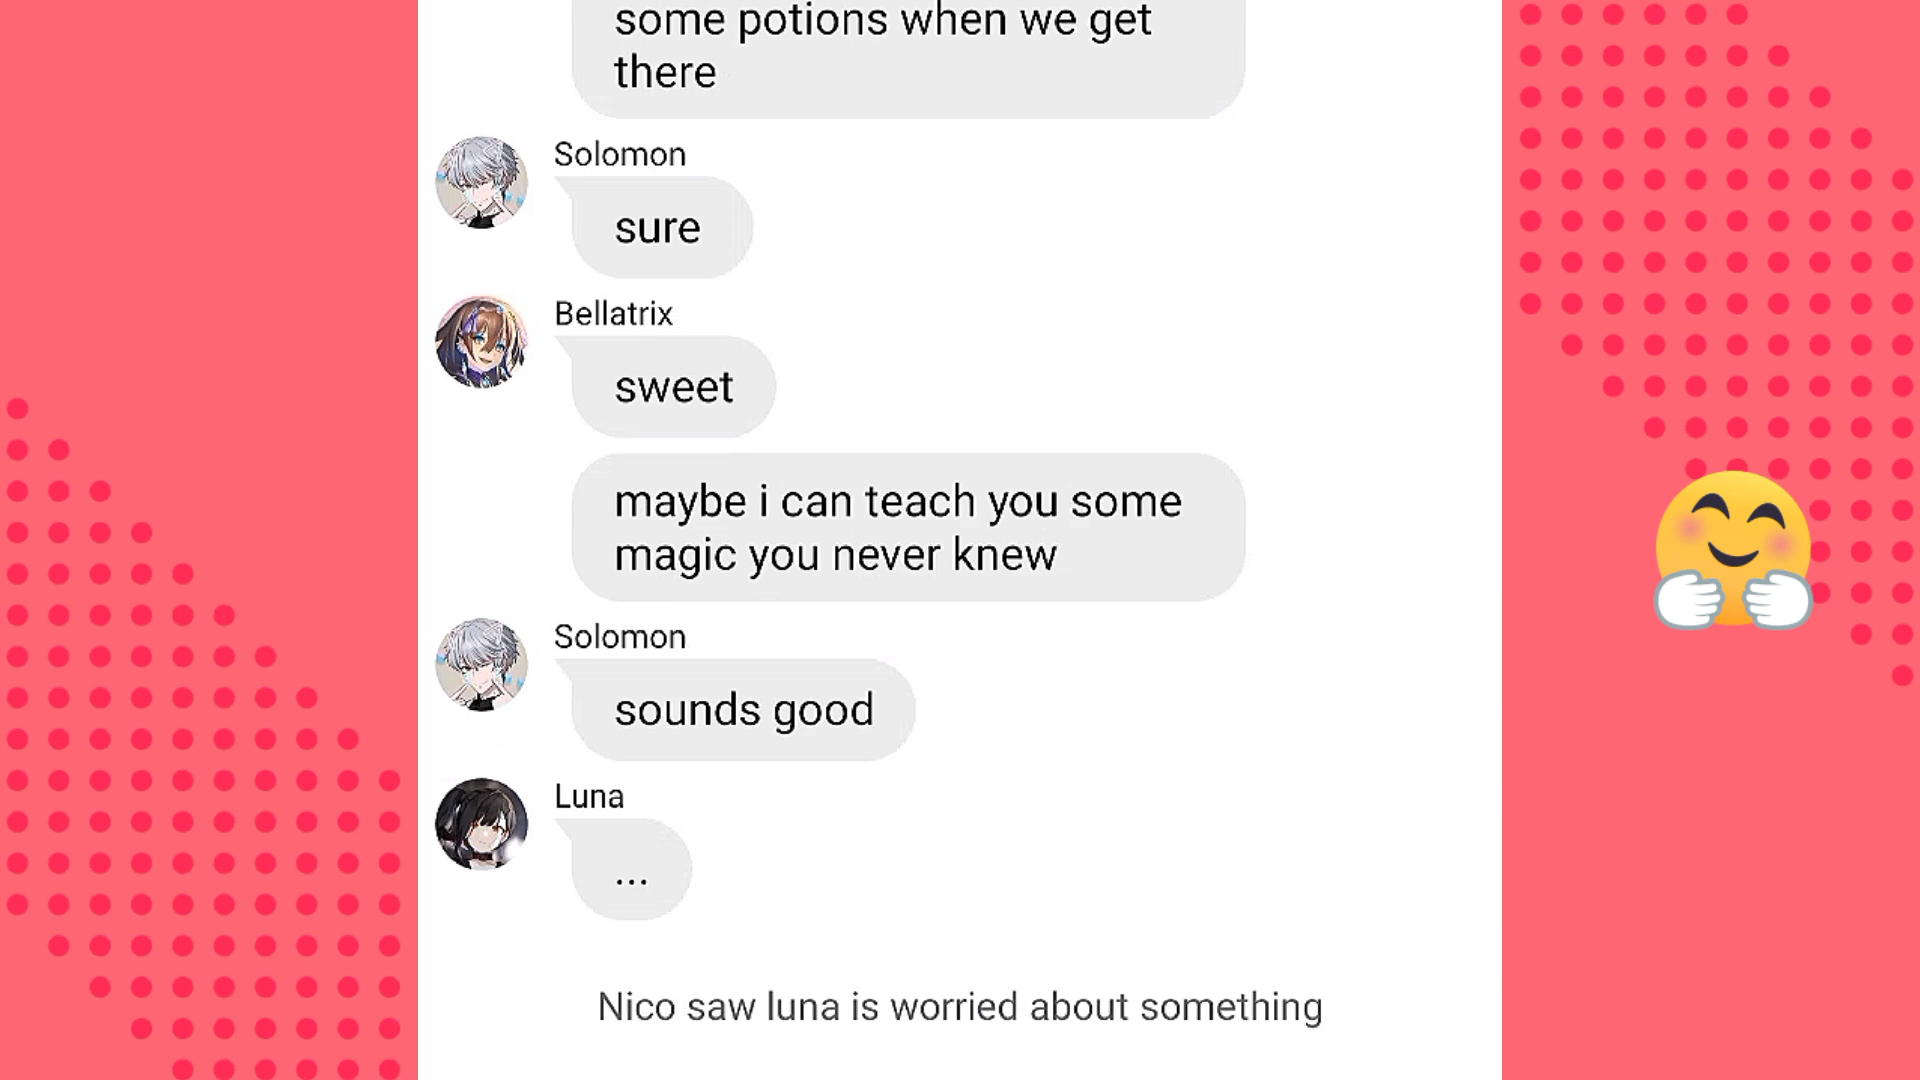 some potions when we get
there
Solomon
sure
Bellatrix
sweet
maybe i can teach you some
magic you never knew
Solomon
sounds good
Luna
...
Nico saw luna is worried about something